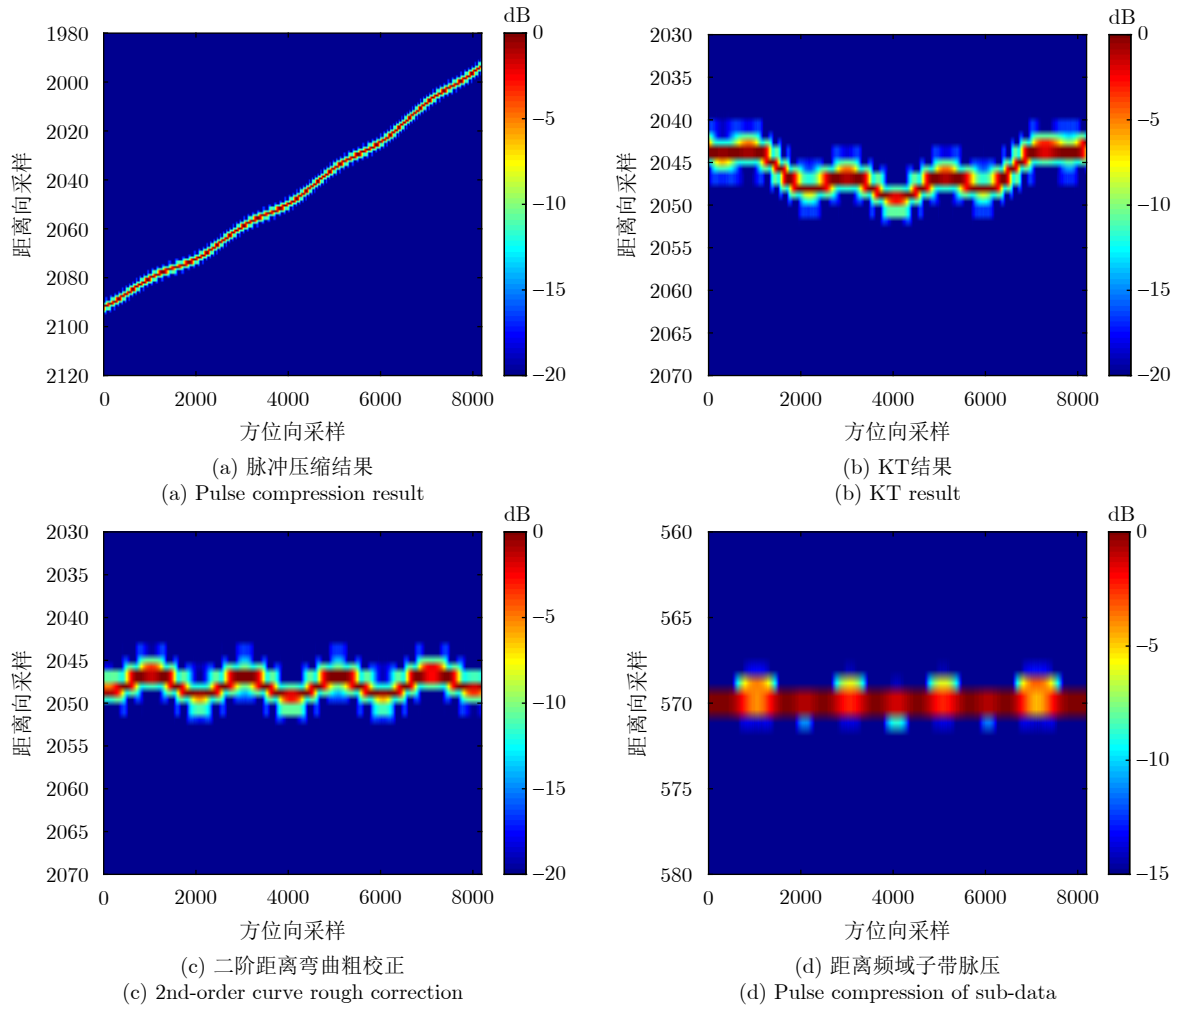 dB
1980
2000
2020
2040
2060
2080
2100
2120
距离向采样
0
−5
−10
−15
−20
0 2000 4000 6000 8000
方位向采样
(a) 脉冲压缩结果
(a) Pulse compression result
dB
2030
2035
2040
2045
2050
2055
2060
2065
2070
距离向采样
0
−5
−10
−15
−20
0 2000 4000 6000 8000
方位向采样
(b) KT结果
(b) KT result
dB
2030
2035
2040
2045
2050
2055
2060
2065
2070
距离向采样
0
−5
−10
−15
−20
0 2000 4000 6000 8000
方位向采样
(c) 二阶距离弯曲粗校正
(c) 2nd-order curve rough correction
dB
560
565
570
575
580
距离向采样
0
−5
−10
−15
0 2000 4000 6000 8000
方位向采样
(d) 距离频域子带脉压
(d) Pulse compression of sub-data